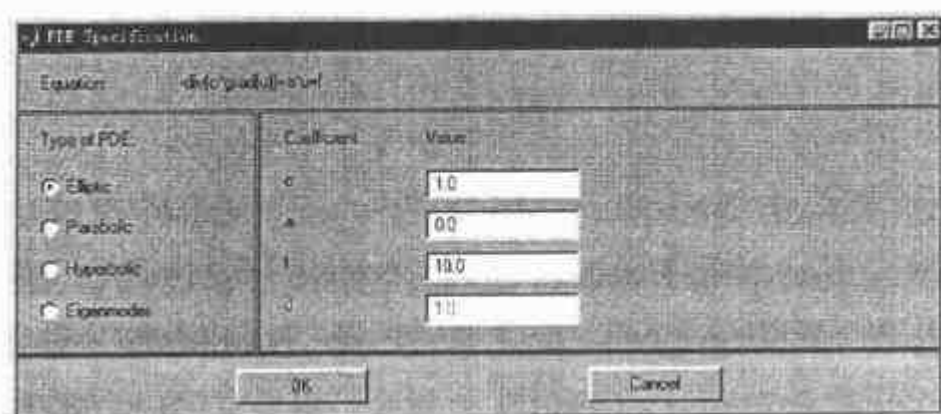 PDE Specification
Equation: -div(c*grad(u))+a*u=f
Type of PDE: Coefficient Value
Elliptic c 1.0
Parabolic a 0.0
Hyperbolic f 10.0
Eigenmodes d 1.0
OK Cancel